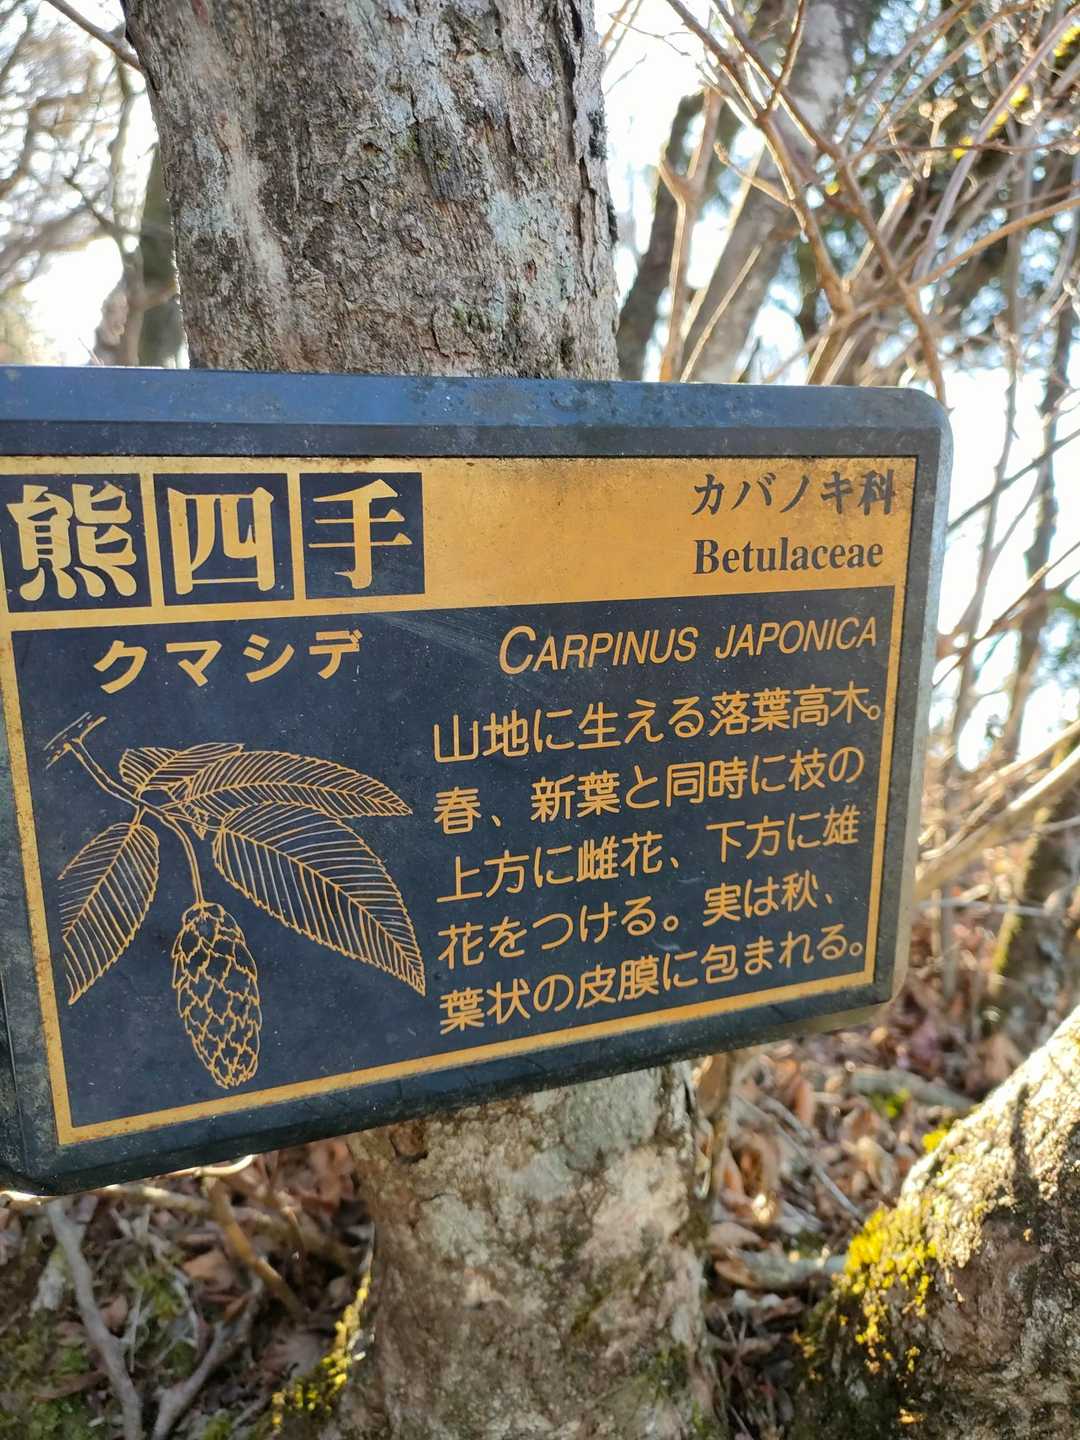 熊四手
カバノキ科
Betulaceae
クマシデ
CARPINUS JAPONICA
山地に生える落葉高木。
春、新葉と同時に枝の
上方に雌花、下方に雄
花をつける。実は秋、
葉状の皮膜に包まれる。